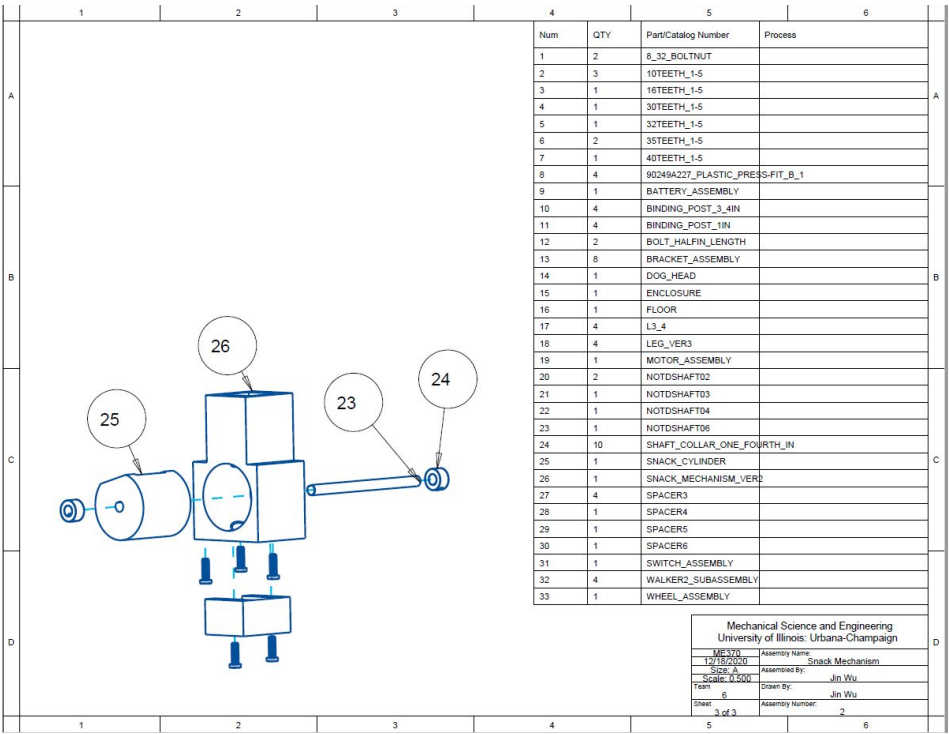 1 2 3 4 5 6
A
B
C
D
26
25
23
24
Num QTY Part/Catalog Number Process
1 2 8_32_BOLTNUT
2 3 10TEETH_1-5
3 1 16TEETH_1-5
4 1 30TEETH_1-5
5 1 32TEETH_1-5
6 2 35TEETH_1-5
7 1 40TEETH_1-5
8 4 90249A227_PLASTIC_PRESS-FIT_B_1
9 1 BATTERY_ASSEMBLY
10 4 BINDING_POST_3_4IN
11 4 BINDING_POST_1IN
12 2 BOLT_HALFIN_LENGTH
13 8 BRACKET_ASSEMBLY
14 1 DOG_HEAD
15 1 ENCLOSURE
16 1 FLOOR
17 4 L3_4
18 4 LEG_VER3
19 1 MOTOR_ASSEMBLY
20 2 NOTDSHAFT02
21 1 NOTDSHAFT03
22 1 NOTDSHAFT04
23 1 NOTDSHAFT06
24 10 SHAFT_COLLAR_ONE_FOURTH_IN
25 1 SNACK_CYLINDER
26 1 SNACK_MECHANISM_VER2
27 4 SPACER3
28 1 SPACER4
29 1 SPACER5
30 1 SPACER6
31 1 SWITCH_ASSEMBLY
32 4 WALKER2_SUBASSEMBLY
33 1 WHEEL_ASSEMBLY
A
B
C
D
Mechanical Science and Engineering
University of Illinois: Urbana-Champaign
ME370
12/18/2020
Size: A
Scale: 0.500
Team
6
Sheet
3 of 3
Assembly Name:
Snack Mechanism
Assembled By:
Jin Wu
Drawn By:
Jin Wu
Assembly Number:
2
1 2 3 4 5 6